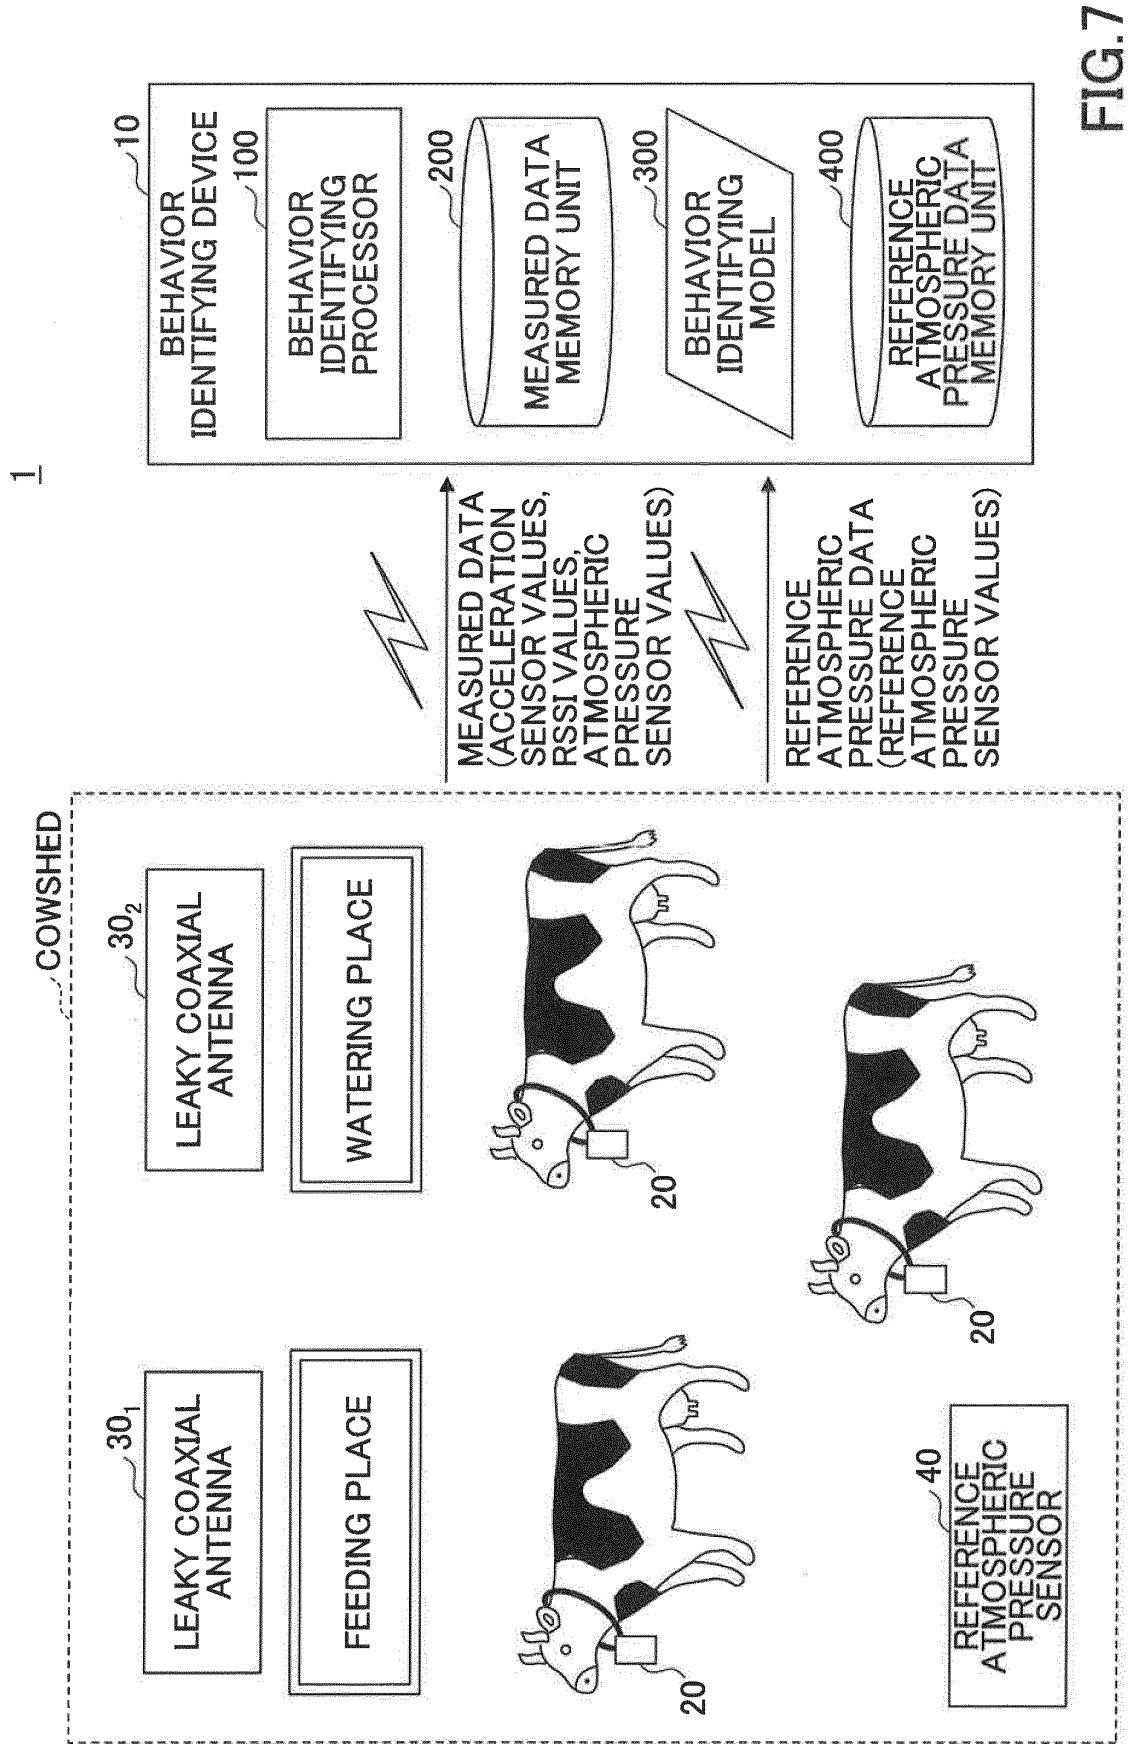 1
COWSHED
30₁
LEAKY COAXIAL
ANTENNA
FEEDING PLACE
30₂
LEAKY COAXIAL
ANTENNA
WATERING PLACE
20
20
20
40
REFERENCE
ATMOSPHERIC
PRESSURE
SENSOR
MEASURED DATA
(ACCELERATION
SENSOR VALUES,
RSSI VALUES,
ATMOSPHERIC
PRESSURE
SENSOR VALUES)
REFERENCE
ATMOSPHERIC
PRESSURE DATA
(REFERENCE
ATMOSPHERIC
PRESSURE
SENSOR VALUES)
10
BEHAVIOR
IDENTIFYING DEVICE
100
BEHAVIOR
IDENTIFYING
PROCESSOR
200
MEASURED DATA
MEMORY UNIT
300
BEHAVIOR
IDENTIFYING
MODEL
400
REFERENCE
ATMOSPHERIC
PRESSURE DATA
MEMORY UNIT
FIG.7